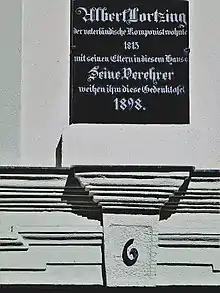 Albert Lortzing
der vaterländische Komponist wohnte
1813
mit seinen Eltern in diesem Hause
Seine Verehrer
weihen ihm diese Gedenktafel
1898.
6